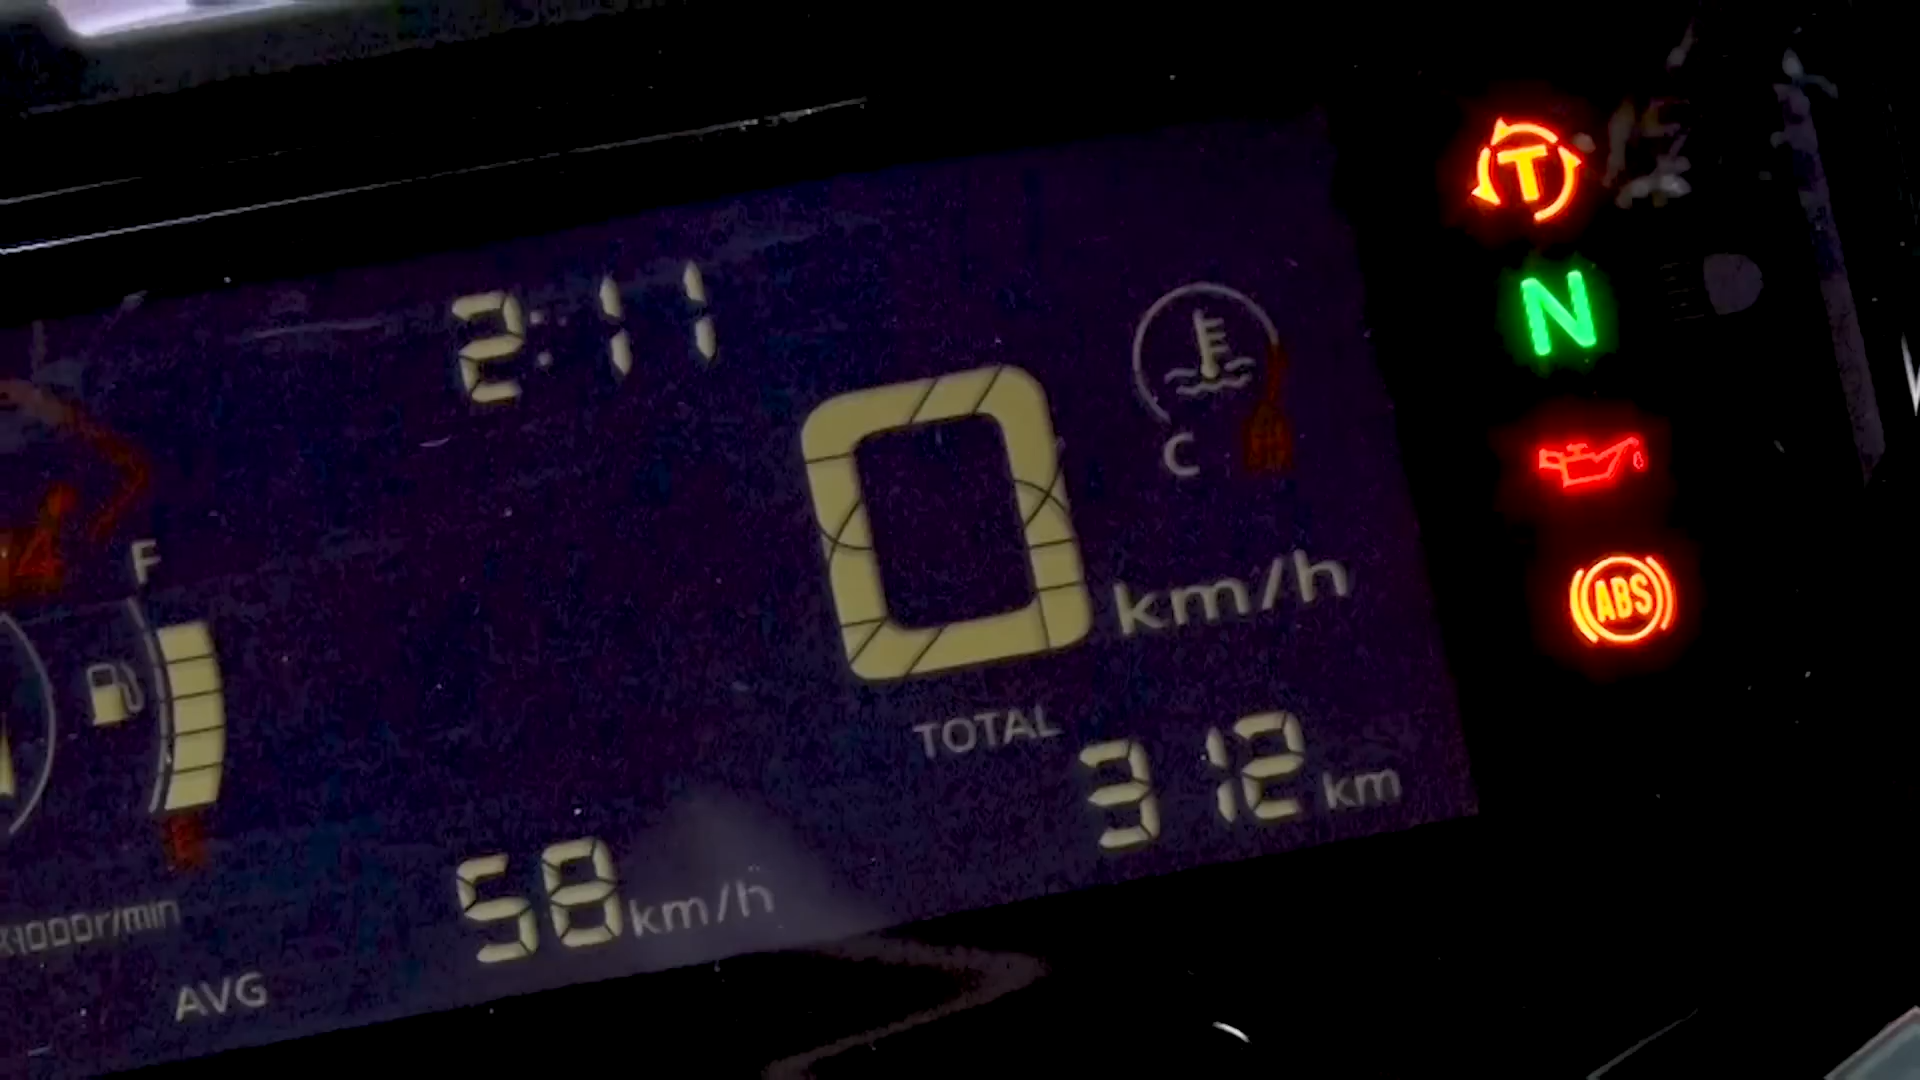 T
2:11
N
C
H
0 km/h
F
ABS
TOTAL
312 km
E
58 km/h
X1000r/min
AVG